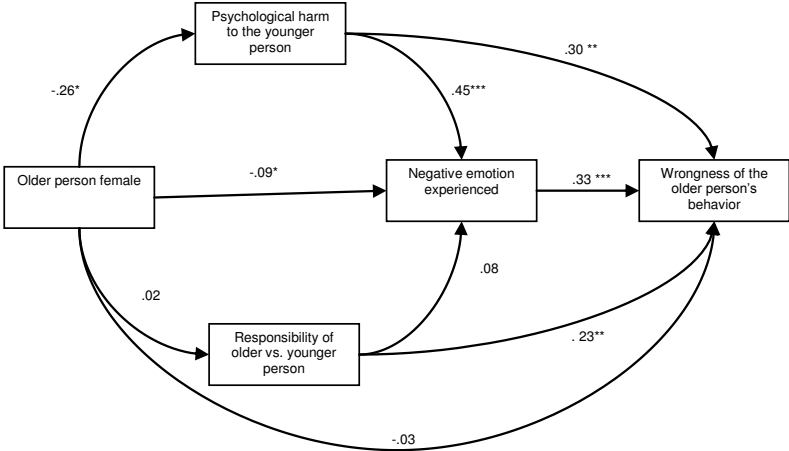 Psychological harm
to the younger
person
.30 **
-.26*
.45***
Older person female
-.09*
Negative emotion
experienced
.33 ***
Wrongness of the
older person's
behavior
.02
.08
Responsibility of
older vs. younger
person
. 23**
-.03